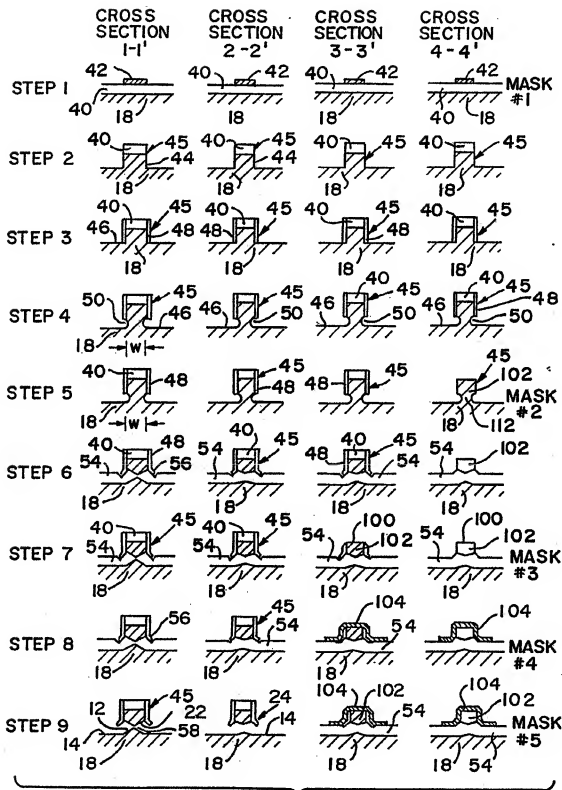 CROSS SECTION 1-1'
CROSS SECTION 2-2'
CROSS SECTION 3-3'
CROSS SECTION 4-4'
STEP 1
42 40 18
40 42 18
40 42 18
42 40 18
MASK #1
STEP 2
40 45 44 18
40 45 44 18
40 45 18
40 45 18
STEP 3
40 45 46 48 18
40 45 48 18
40 45 48 18
40 45 18
STEP 4
50 45 46 18 W
40 45 46 50
40 45 46 50 18
40 45 46 48 50
STEP 5
40 48 18 W
45 48
48 45
45 102 112 18
MASK #2
STEP 6
40 48 54 56 18
40 45 54 18
48 40 45 54 18
54 102 18
STEP 7
40 45 54 18
40 45 54 18
100 102 54
54 100 102 18
MASK #3
STEP 8
56 18
45 54 18
104 54 18
104
MASK #4
STEP 9
45 12 22 14 58 18
24 14 18
104 102 54
104 102 18 54
MASK #5